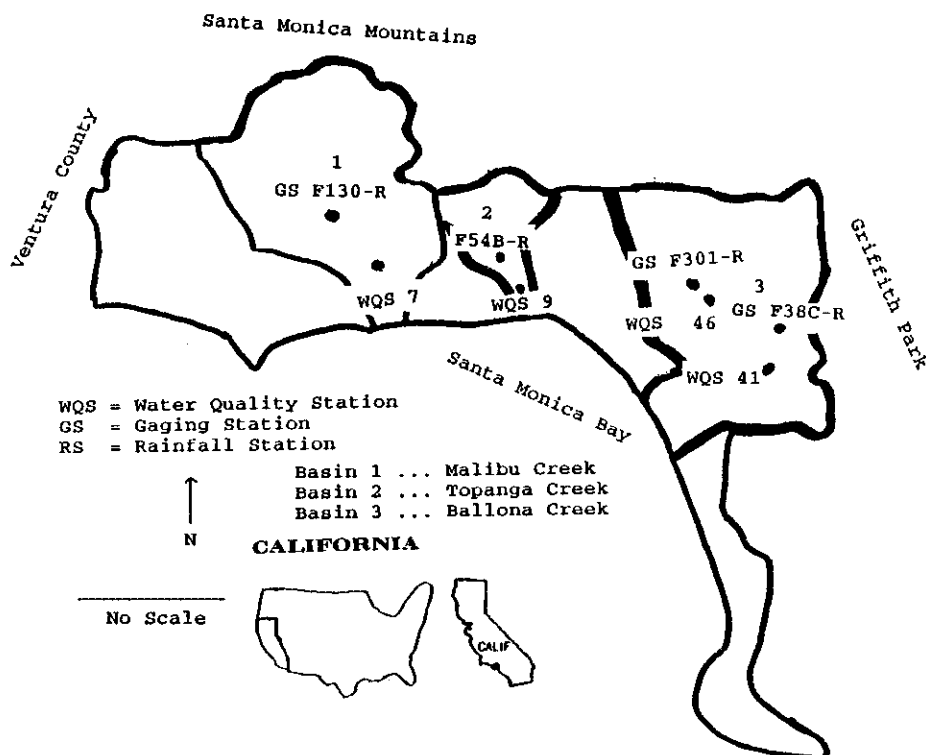 Santa Monica Mountains
Ventura County
1
GS F130-R
2
F54B-R
Griffith Park
GS F301-R
3
WQS 7
WQS 9
WQS 46
GS F38C-R
WQS 41
Santa Monica Bay
WQS = Water Quality Station
GS = Gaging Station
RS = Rainfall Station
Basin 1 ... Malibu Creek
Basin 2 ... Topanga Creek
Basin 3 ... Ballona Creek
N
CALIFORNIA
No Scale
CALIF